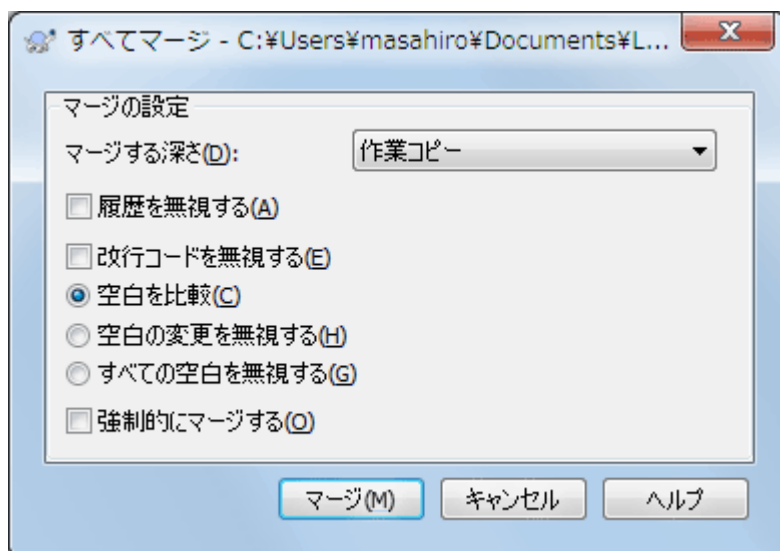 すべてマージ - C:¥Users¥masahiro¥Documents¥L...
マージの設定
マージする深さ(D):
作業コピー
履歴を無視する(A)
改行コードを無視する(E)
空白を比較(C)
空白の変更を無視する(H)
すべての空白を無視する(G)
強制的にマージする(O)
マージ(M) キャンセル ヘルプ